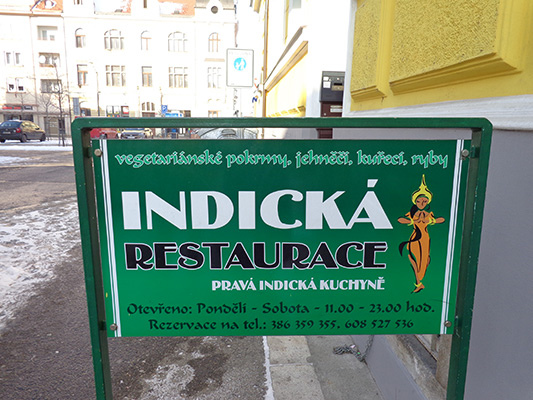 vegetariánské pokrmy, jehněčí, kuřecí, ryby
INDICKÁ
RESTAURACE
PRAVÁ INDICKÁ KUCHYNĚ
Otevřeno: Pondělí - Sobota - 11.00 - 23.00 hod.
Rezervace na tel.: 386 359 355, 608 527 536